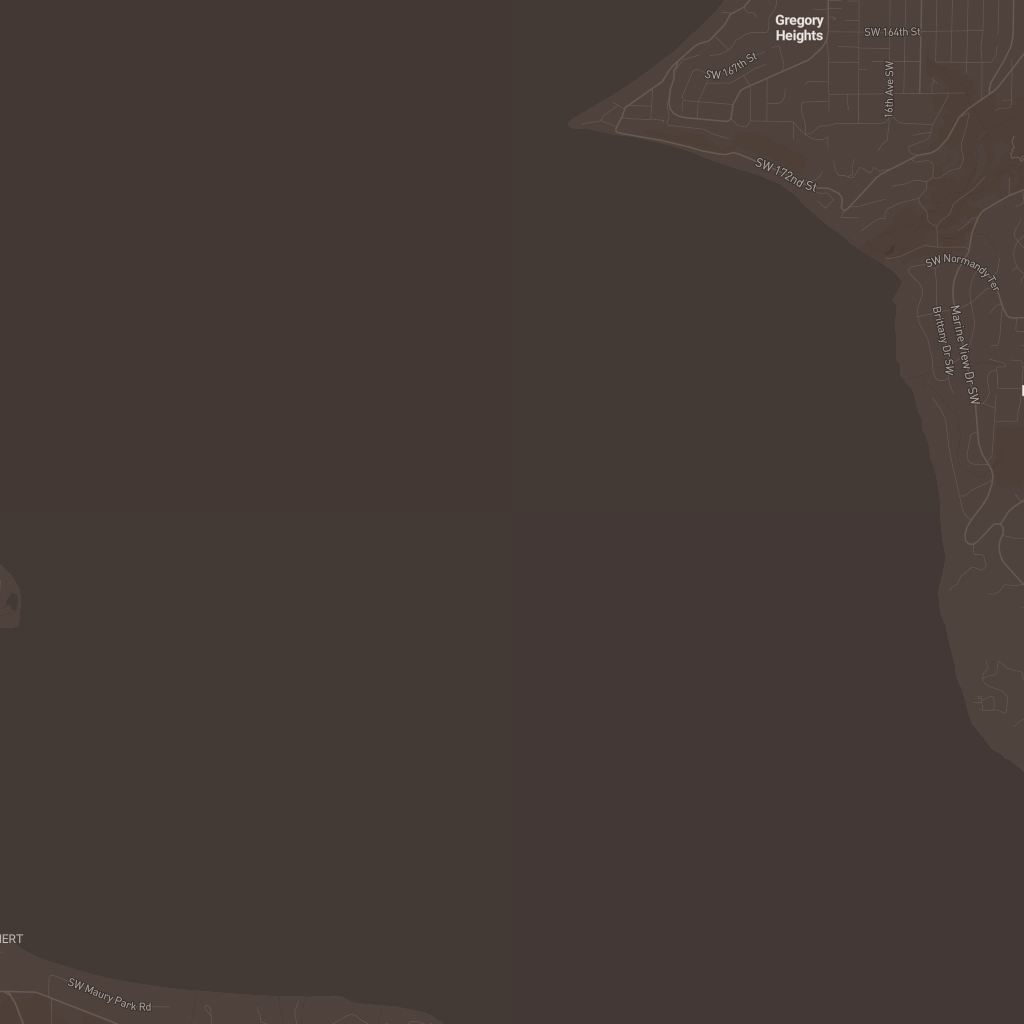 Gregory
Heights
SW 164th St
SW 167th St
16th Ave SW
SW 172nd St
SW Normandy Ter
Brittany Dr SW
Marine View Dr SW
SW Maury Park Rd